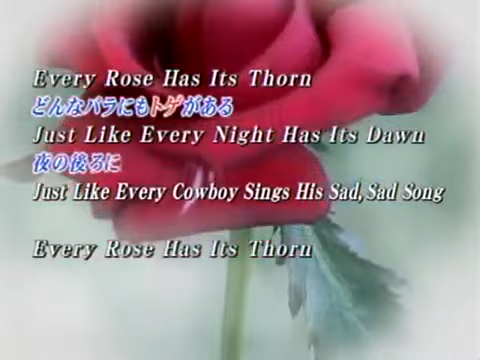 Every Rose Has Its Thorn
どんなバラにもトゲがある
Just Like Every Night Has Its Dawn
夜の後ろに
Just Like Every Cowboy Sings His Sad, Sad Song
Every Rose Has Its Thorn